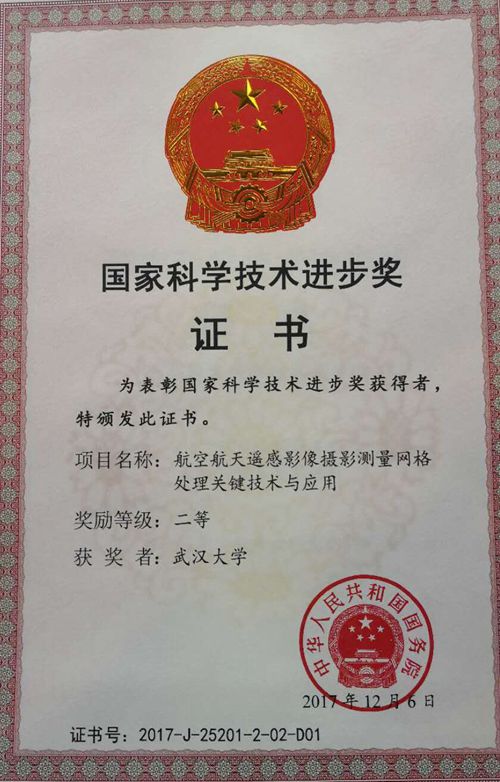 国家科学技术进步奖
证 书
为表彰国家科学技术进步奖获得者，
特颁发此证书。
项目名称：航空航天遥感影像摄影测量网格
处理关键技术与应用
奖励等级：二等
获 奖 者：武汉大学
中华人民共和国国务院
2017年12月6日
证书号：2017-J-25201-2-02-D01